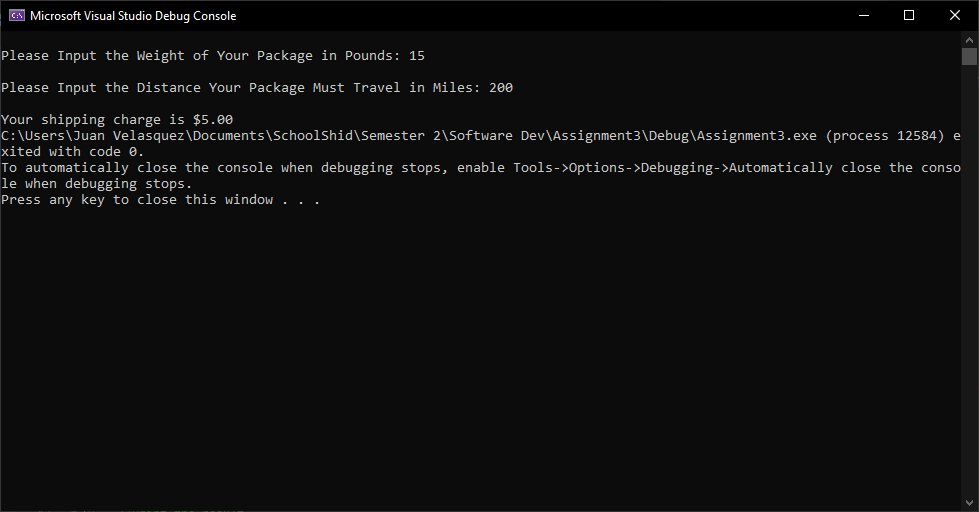 Microsoft Visual Studio Debug Console
Please Input the Weight of Your Package in Pounds: 15
Please Input the Distance Your Package Must Travel in Miles: 200
Your shipping charge is $5.00
C:\Users\Juan Velasquez\Documents\SchoolShid\Semester 2\Software Dev\Assignment3\Debug\Assignment3.exe (process 12584) e
xited with code 0.
To automatically close the console when debugging stops, enable Tools->Options->Debugging->Automatically close the conso
le when debugging stops.
Press any key to close this window . . .